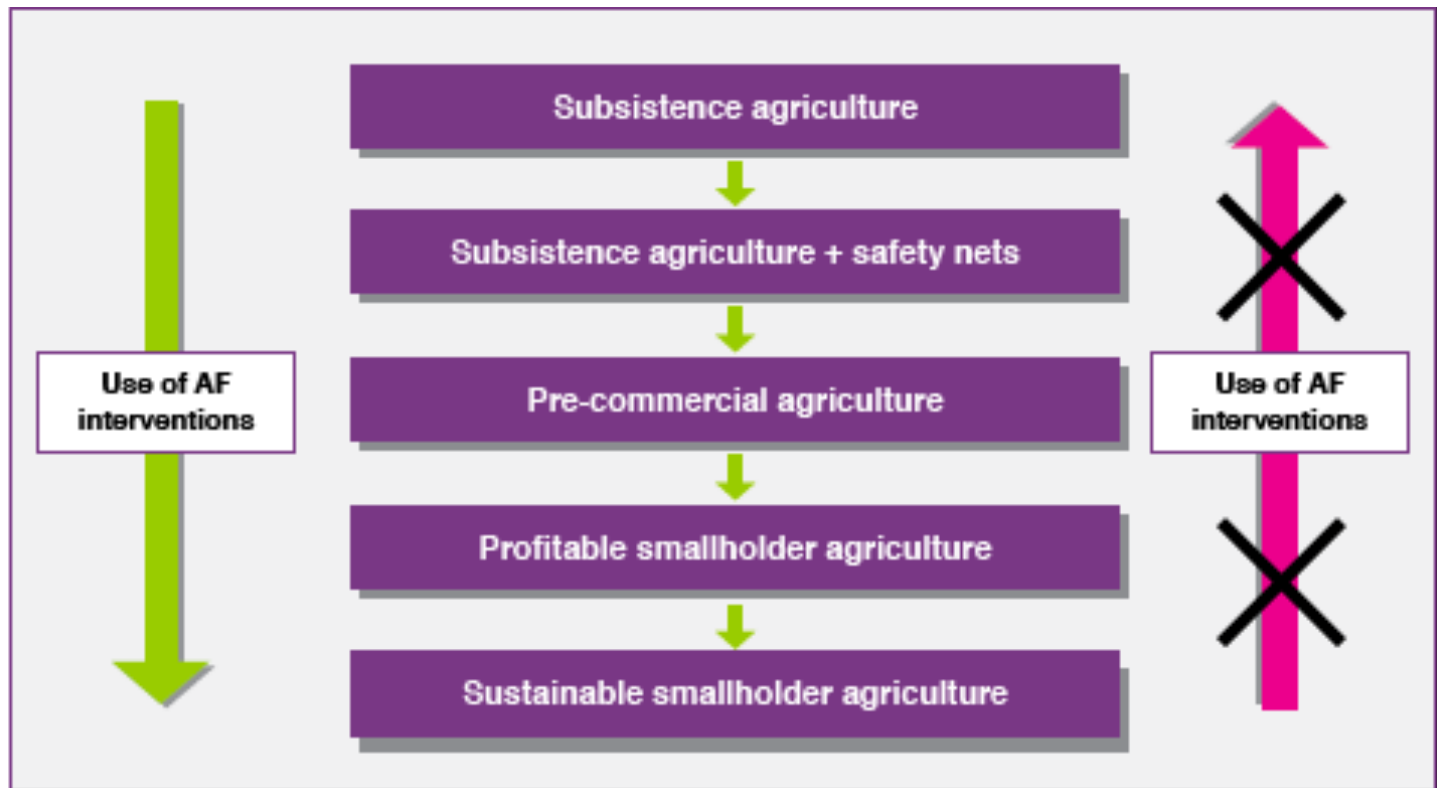 Subsistence agriculture
Subsistence agriculture + safety nets
Use of AF
interventions
Pre-commercial agriculture
Use of AF
interventions
Profitable smallholder agriculture
Sustainable smallholder agriculture